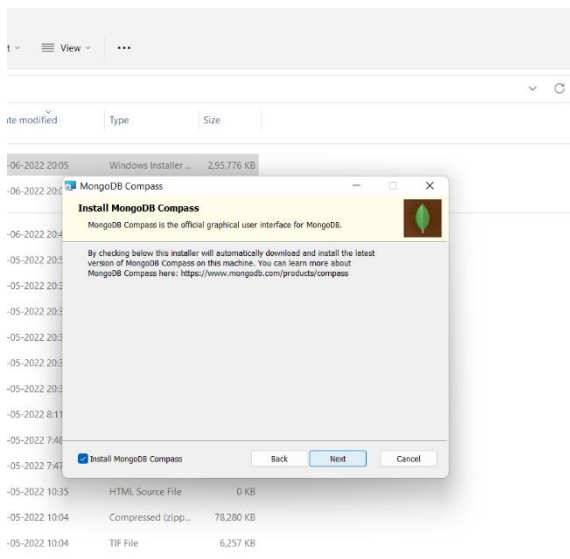 t View ...
te modified Type Size
-06-2022 20:05 Windows Installer ... 2,95,776 KB
-06-2022 20:0
MongoDB Compass
Install MongoDB Compass
MongoDB Compass is the official graphical user interface for MongoDB.
-06-2022 20:4
By checking below this installer will automatically download and install the latest
version of MongoDB Compass on this machine. You can learn more about
MongoDB Compass here: https://www.mongodb.com/products/compass
-05-2022 20:5
-05-2022 20:3
-05-2022 20:3
-05-2022 20:3
-05-2022 20:3
-05-2022 20:3
-05-2022 8:11
-05-2022 7:48
Install MongoDB Compass Back Next Cancel
-05-2022 7:47
-05-2022 10:35 HTML Source File 0 KB
-05-2022 10:04 Compressed (zipp... 78,280 KB
-05-2022 10:04 TIF File 6,257 KB